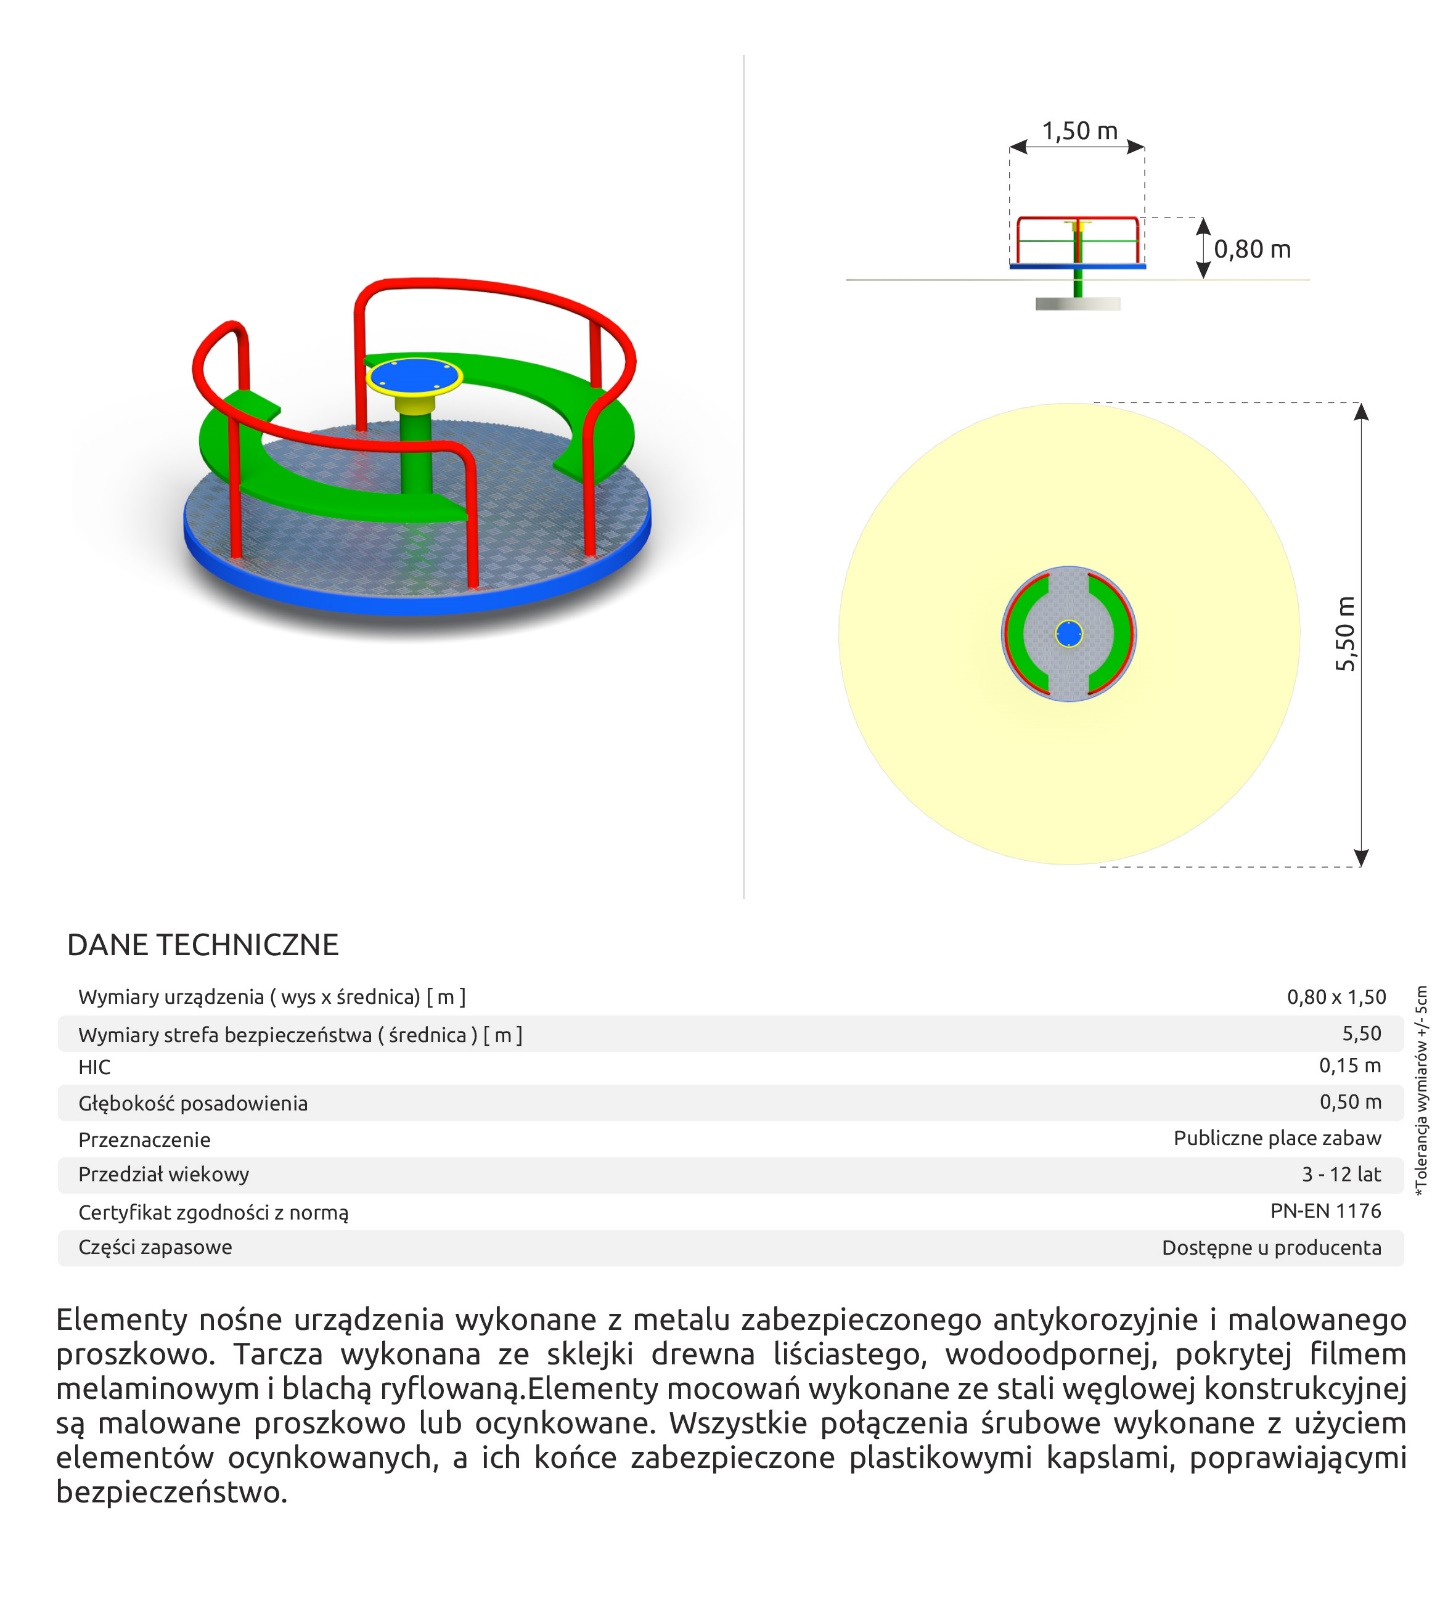 1,50 m
0,80 m
5,50 m
DANE TECHNICZNE
Wymiary urządzenia ( wys x średnica) [ m ] 0,80 x 1,50
Wymiary strefa bezpieczeństwa ( średnica ) [ m ] 5,50
HIC 0,15 m
Głębokość posadowienia 0,50 m
Przeznaczenie Publiczne place zabaw
Przedział wiekowy 3 - 12 lat
Certyfikat zgodności z normą PN-EN 1176
Części zapasowe Dostępne u producenta
*Tolerancja wymiarów +/- 5cm
Elementy nośne urządzenia wykonane z metalu zabezpieczonego antykorozyjnie i malowanego
proszkowo. Tarcza wykonana ze sklejki drewna liściastego, wodoodpornej, pokrytej filmem
melaminowym i blachą ryflowaną.Elementy mocowań wykonane ze stali węglowej konstrukcyjnej
są malowane proszkowo lub ocynkowane. Wszystkie połączenia śrubowe wykonane z użyciem
elementów ocynkowanych, a ich końce zabezpieczone plastikowymi kapslami, poprawiającymi
bezpieczeństwo.